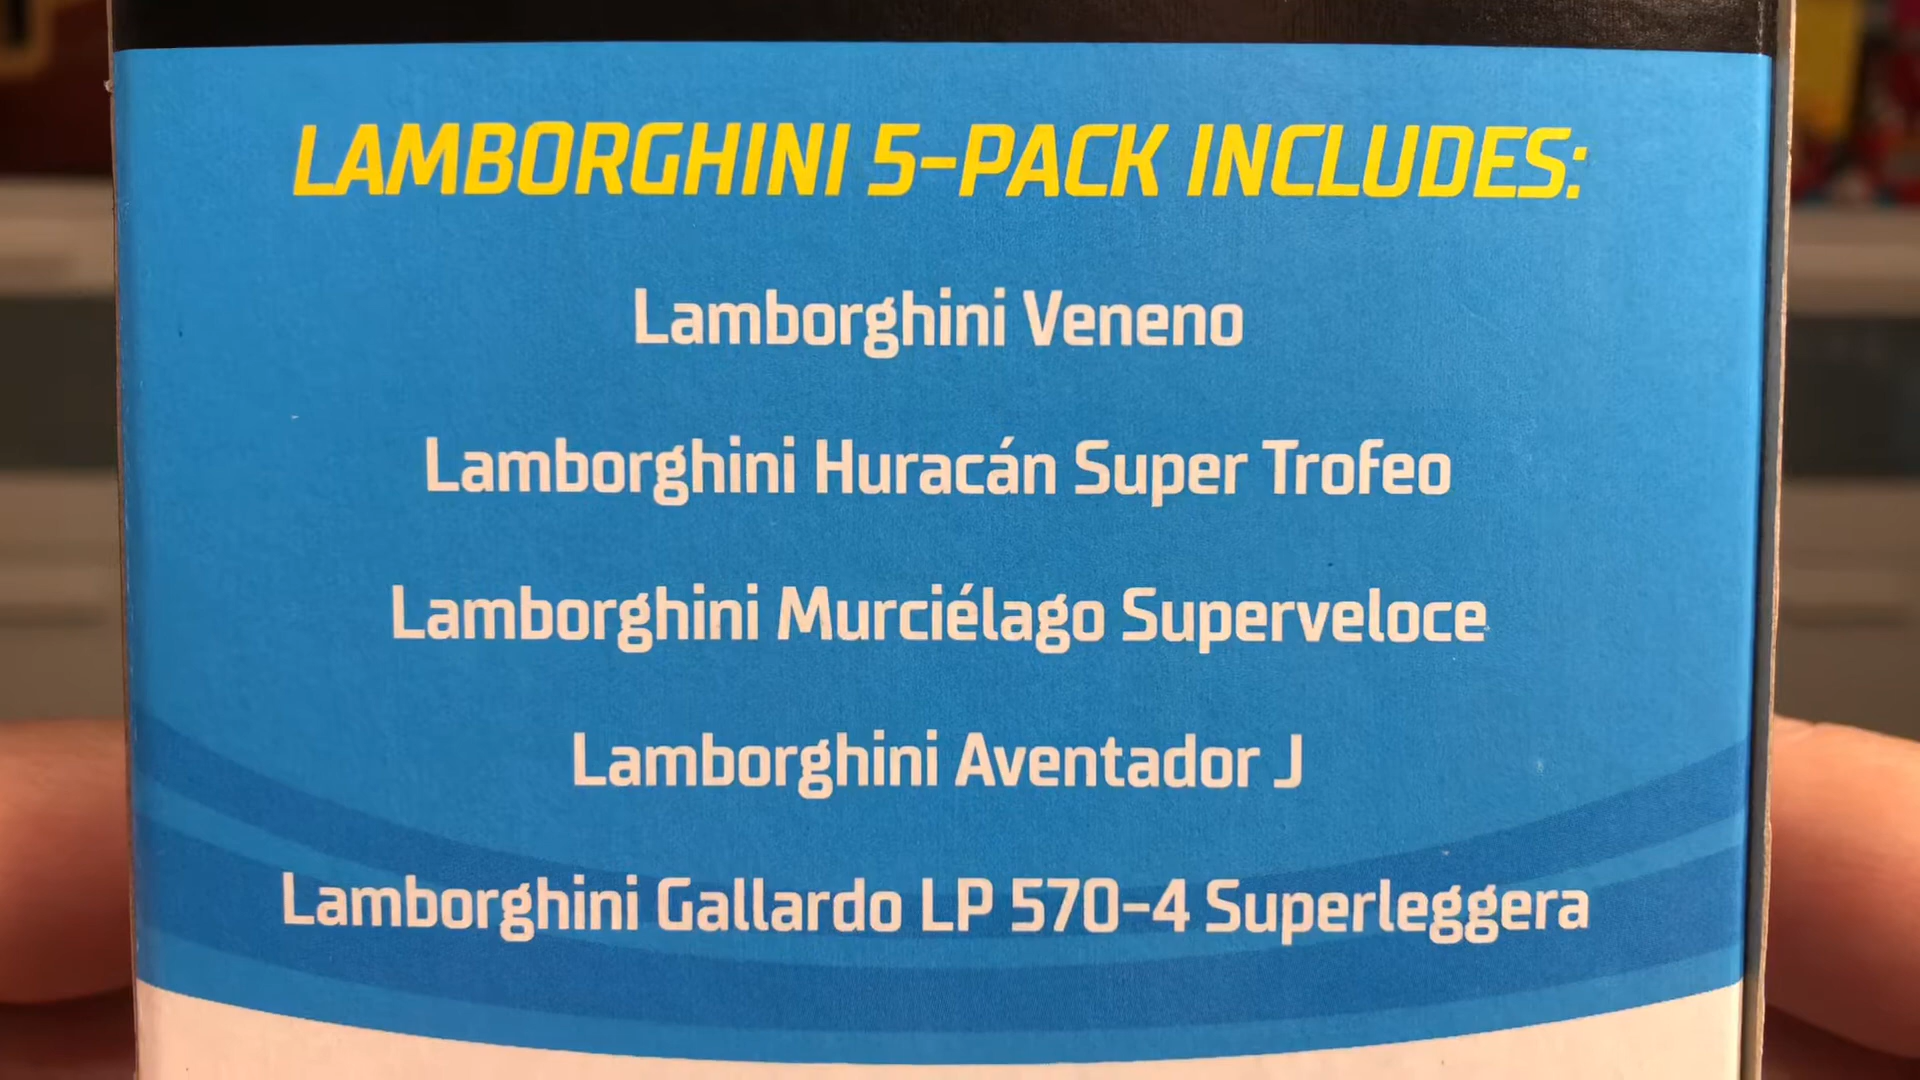 LAMBORGHINI 5-PACK INCLUDES:
Lamborghini Veneno
Lamborghini Huracán Super Trofeo
Lamborghini Murciélago Superveloce
Lamborghini Aventador J
Lamborghini Gallardo LP 570-4 Superleggera